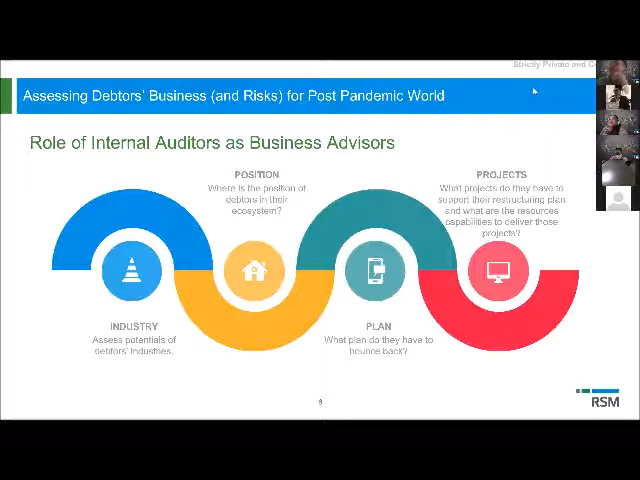 Strictly Private and
Assessing Debtors' Business (and Risks) for Post Pandemic World
Role of Internal Auditors as Business Advisors
POSITION
Where is the position of
debtors in their
ecosystem?
PROJECTS
What projects do they have to
support their restructuring plan
and what are the resources
capabilities to deliver those
projects?
INDUSTRY
Assess potentials of
debtors' industries.
PLAN
What plan do they have to
bounce back?
RSM